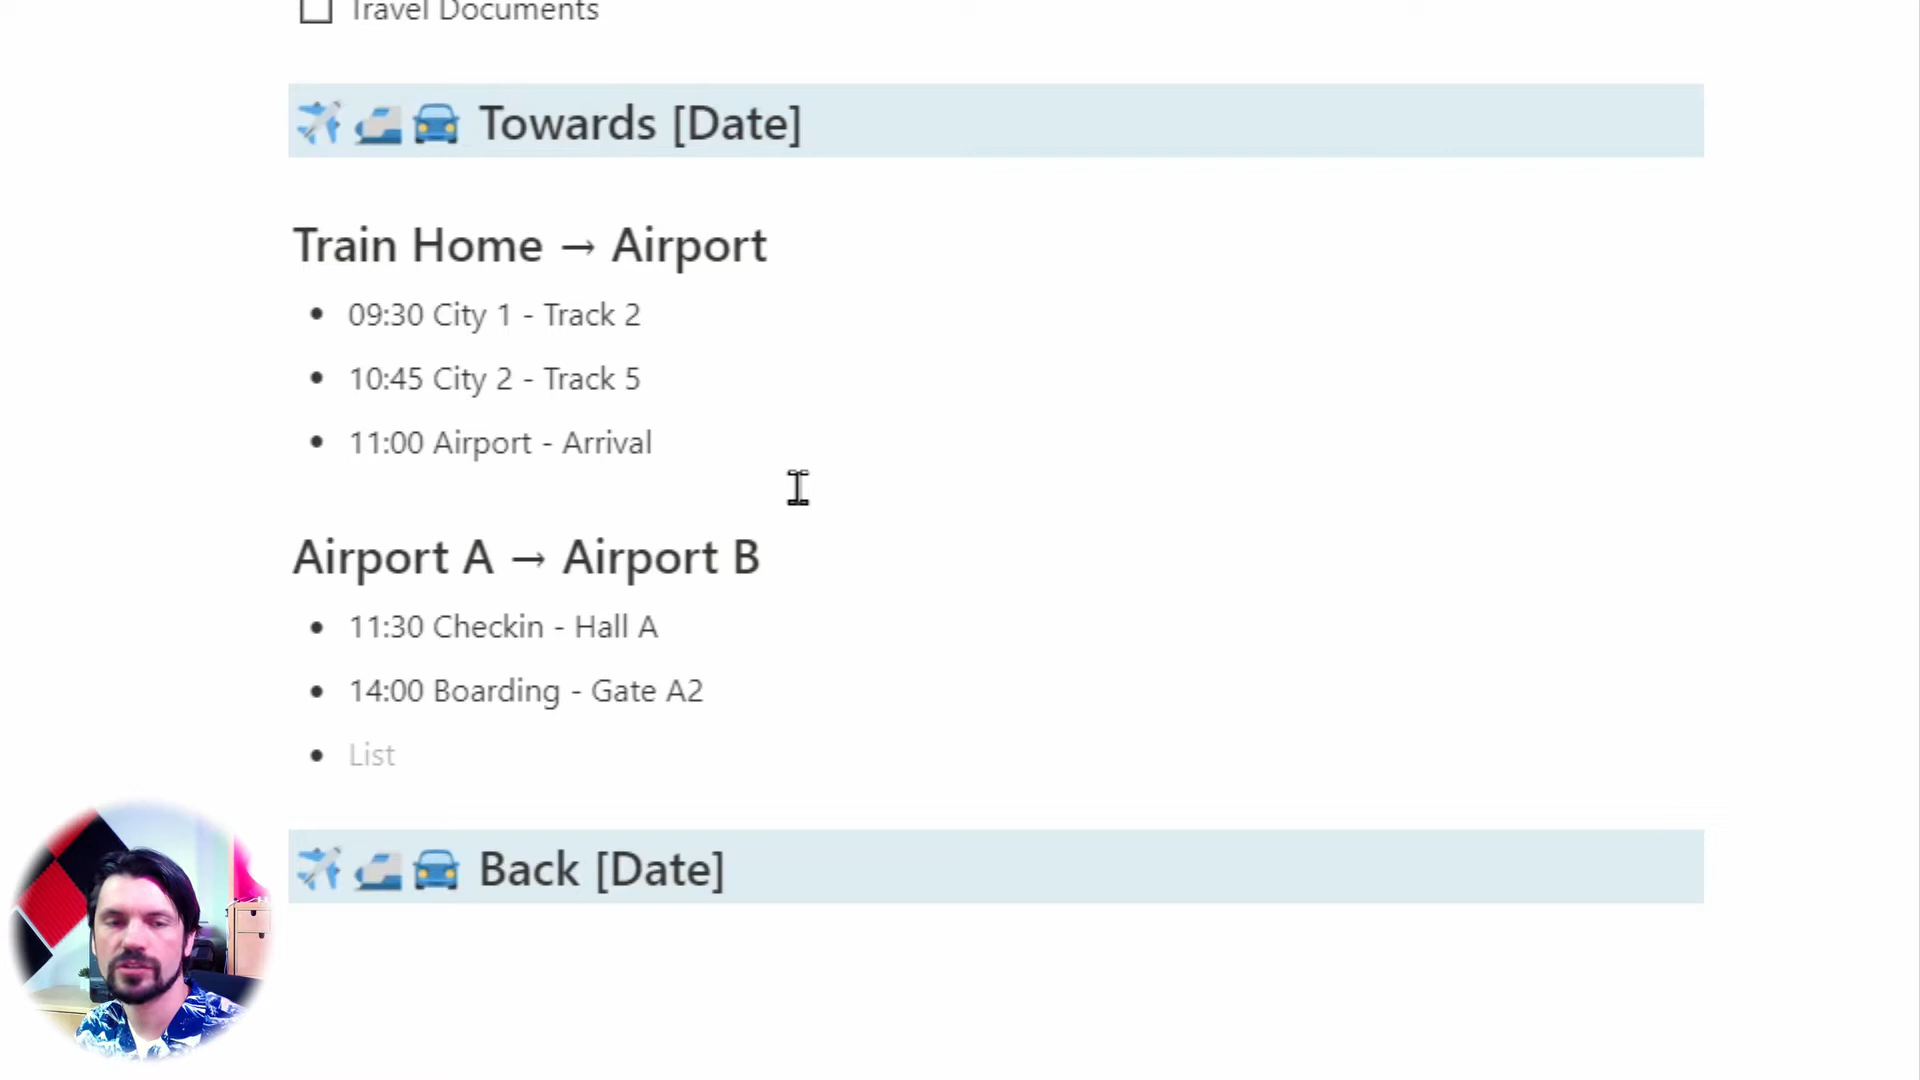 Travel Documents
✈️🚅🚘 Towards [Date]
Train Home → Airport
• 09:30 City 1 - Track 2
• 10:45 City 2 - Track 5
• 11:00 Airport - Arrival
Airport A → Airport B
• 11:30 Checkin - Hall A
• 14:00 Boarding - Gate A2
• List
✈️🚅🚘 Back [Date]